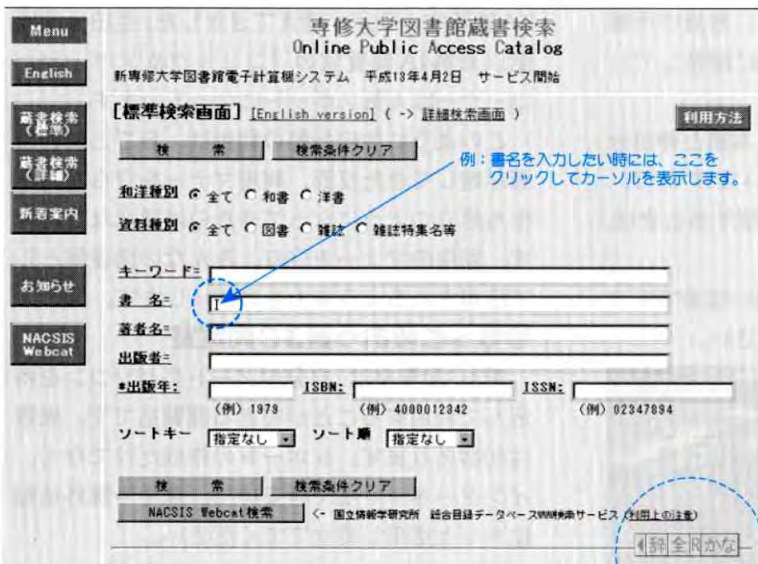 Menu
English
蔵書検索
(標準)
蔵書検索
(詳細)
新着案内
お知らせ
NACSIS
Webcat
専修大学図書館蔵書検索
Online Public Access Catalog
新専修大学図書館電子計算機システム 平成13年4月2日 サービス開始
[標準検索画面] [English version] ( -> 詳細検索画面 )
利用方法
検 索 検索条件クリア
例:書名を入力したい時には、ここを
クリックしてカーソルを表示します。
和洋種別 全て 和書 洋書
資料種別 全て 図書 雑誌 雑誌特集名等
キーワード=
書 名=
著者名=
出版者=
*出版年: ISBN: ISSN:
(例) 1979 (例) 4000012342 (例) 02347894
ソートキー 指定なし ソート順 指定なし
検 索 検索条件クリア
NACSIS Webcat検索 <- 国立情報学研究所 総合目録データベースWWW検索サービス (利用上の注意)
辞全Rかな